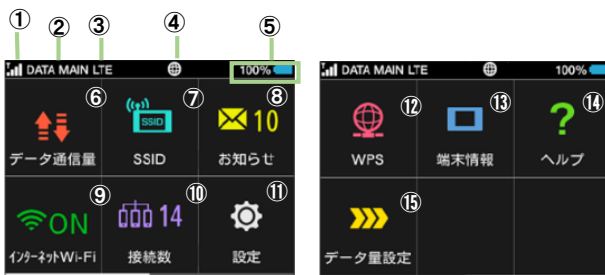 ① ② ③ ④ ⑤
DATA MAIN LTE 100%
⑥ ⑦ ⑧
SSID
10
データ通信量 SSID お知らせ
⑨ ⑩ ⑪
ON 14
インターネットWi-Fi 接続数 設定
DATA MAIN LTE 100%
⑫ ⑬ ⑭
?
WPS 端末情報 ヘルプ
⑮
データ量設定